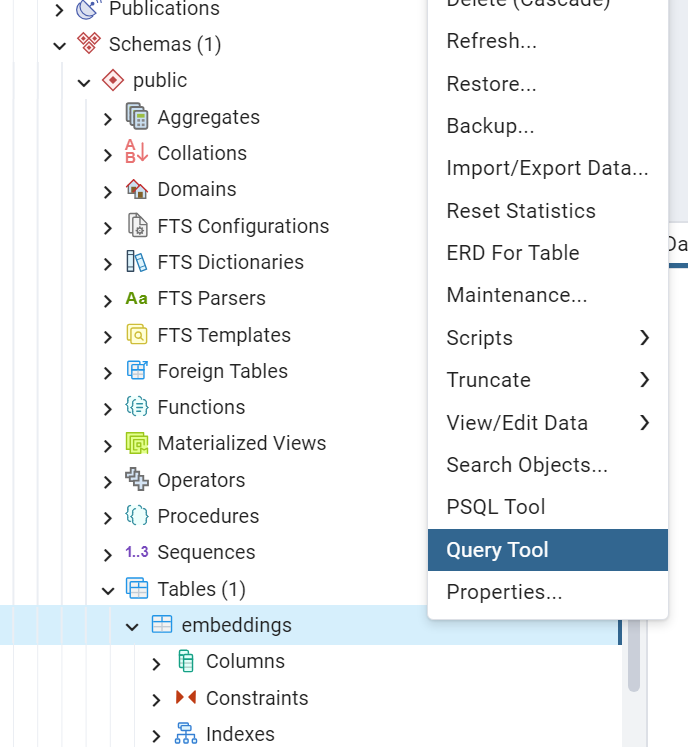 Publications
Schemas (1)
public
Aggregates
Collations
Domains
FTS Configurations
FTS Dictionaries
Aa FTS Parsers
FTS Templates
Foreign Tables
Functions
Materialized Views
Operators
Procedures
1..3 Sequences
Tables (1)
embeddings
Columns
Constraints
Indexes
Delete (Cascade)
Refresh...
Restore...
Backup...
Import/Export Data...
Reset Statistics
ERD For Table
Maintenance...
Scripts
Truncate
View/Edit Data
Search Objects...
PSQL Tool
Query Tool
Properties...